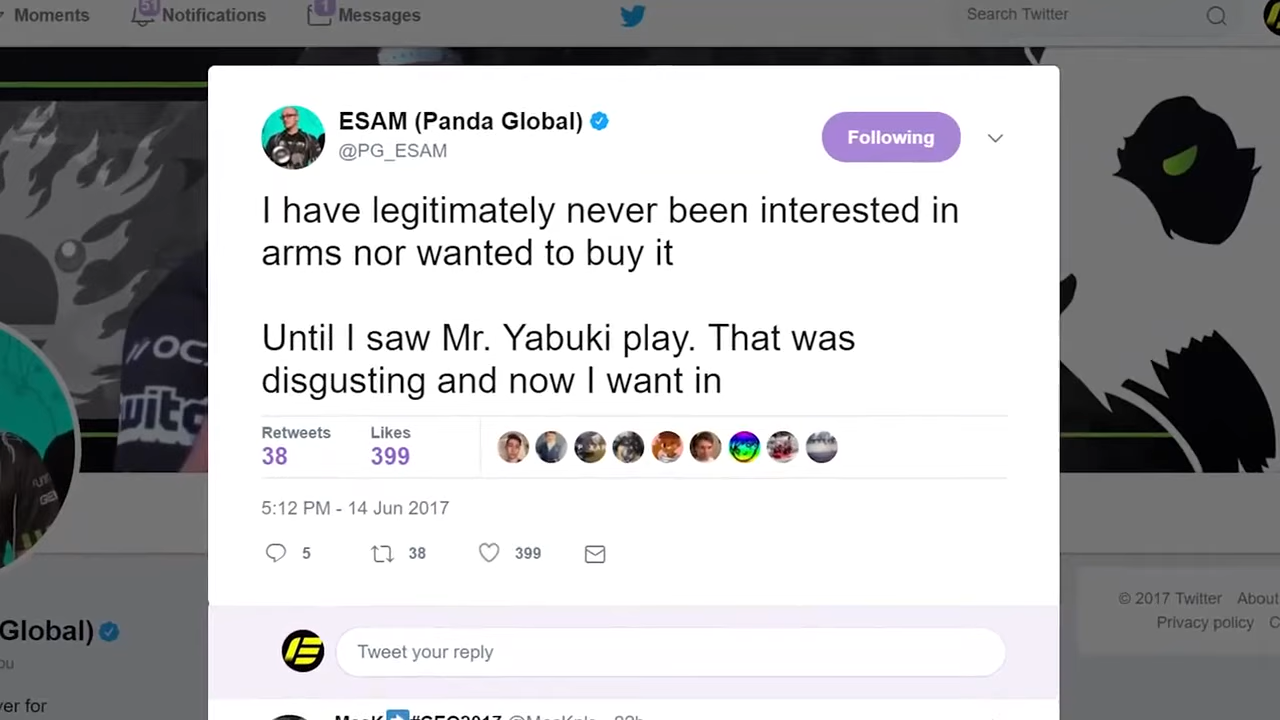 Moments
51
Notifications
1
Messages
Search Twitter
ESAM (Panda Global)
@PG_ESAM
Following
I have legitimately never been interested in
arms nor wanted to buy it
Until I saw Mr. Yabuki play. That was
disgusting and now I want in
Retweets
38
Likes
399
5:12 PM - 14 Jun 2017
5
38
399
Global)
© 2017 Twitter About
Privacy policy
Tweet your reply